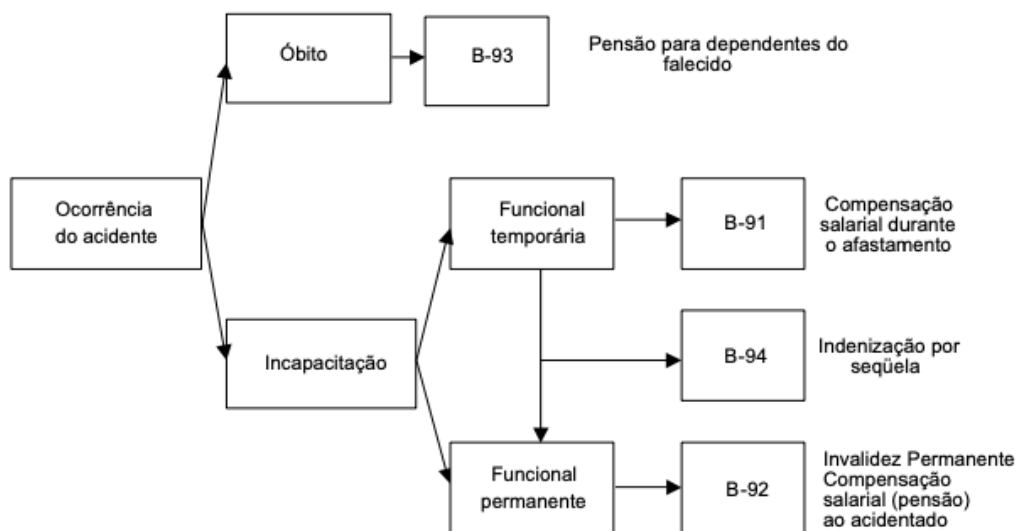 Óbito
B-93
Pensão para dependentes do
falecido
Ocorrência
do acidente
Funcional
temporária
B-91
Compensação
salarial durante
o afastamento
Incapacitação
B-94
Indenização por
seqüela
Funcional
permanente
B-92
Invalidez Permanente
Compensação
salarial (pensão)
ao acidentado